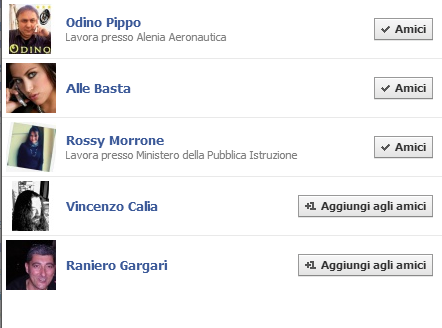 ODINO
Odino Pippo
Lavora presso Alenia Aeronautica
Amici
Alle Basta
Amici
Rossy Morrone
Lavora presso Ministero della Pubblica Istruzione
Amici
Vincenzo Calia
+1 Aggiungi agli amici
Raniero Gargari
+1 Aggiungi agli amici